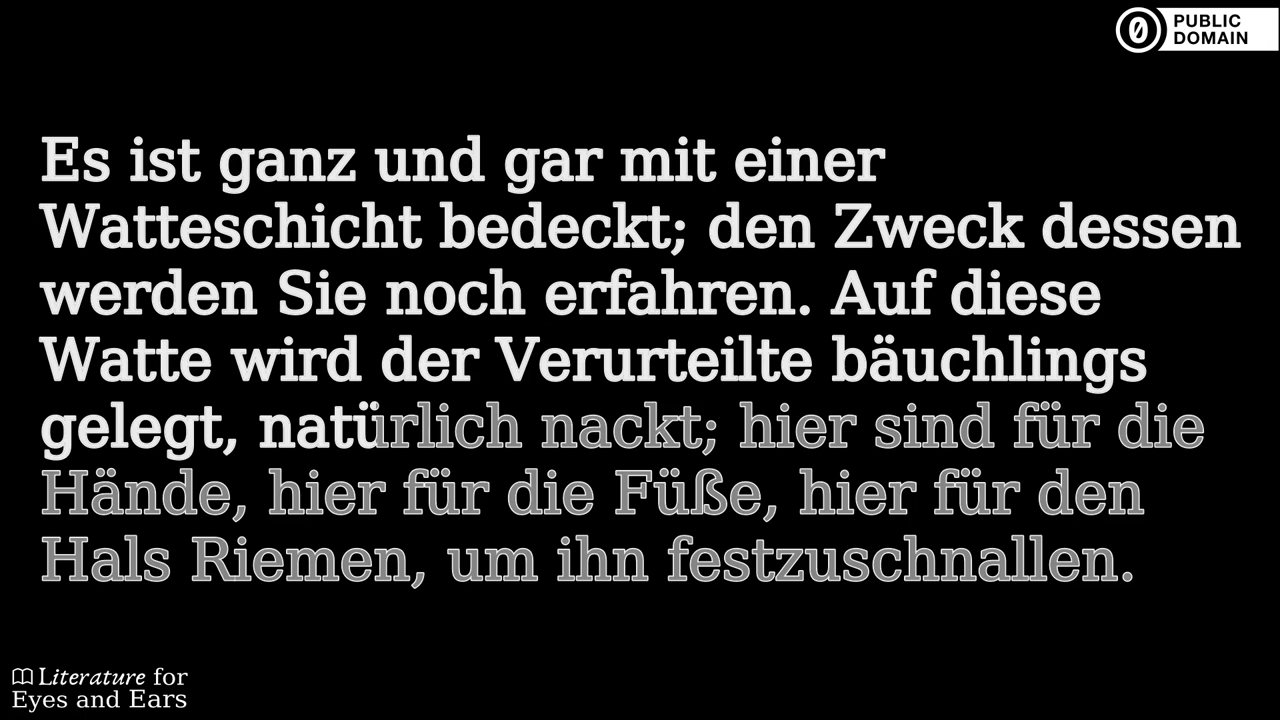 PUBLIC
DOMAIN
Es ist ganz und gar mit einer
Watteschicht bedeckt; den Zweck dessen
werden Sie noch erfahren. Auf diese
Watte wird der Verurteilte bäuchlings
gelegt, natürlich nackt; hier sind für die
Hände, hier für die Füße, hier für den
Hals Riemen, um ihn festzuschnallen.
Literature for
Eyes and Ears